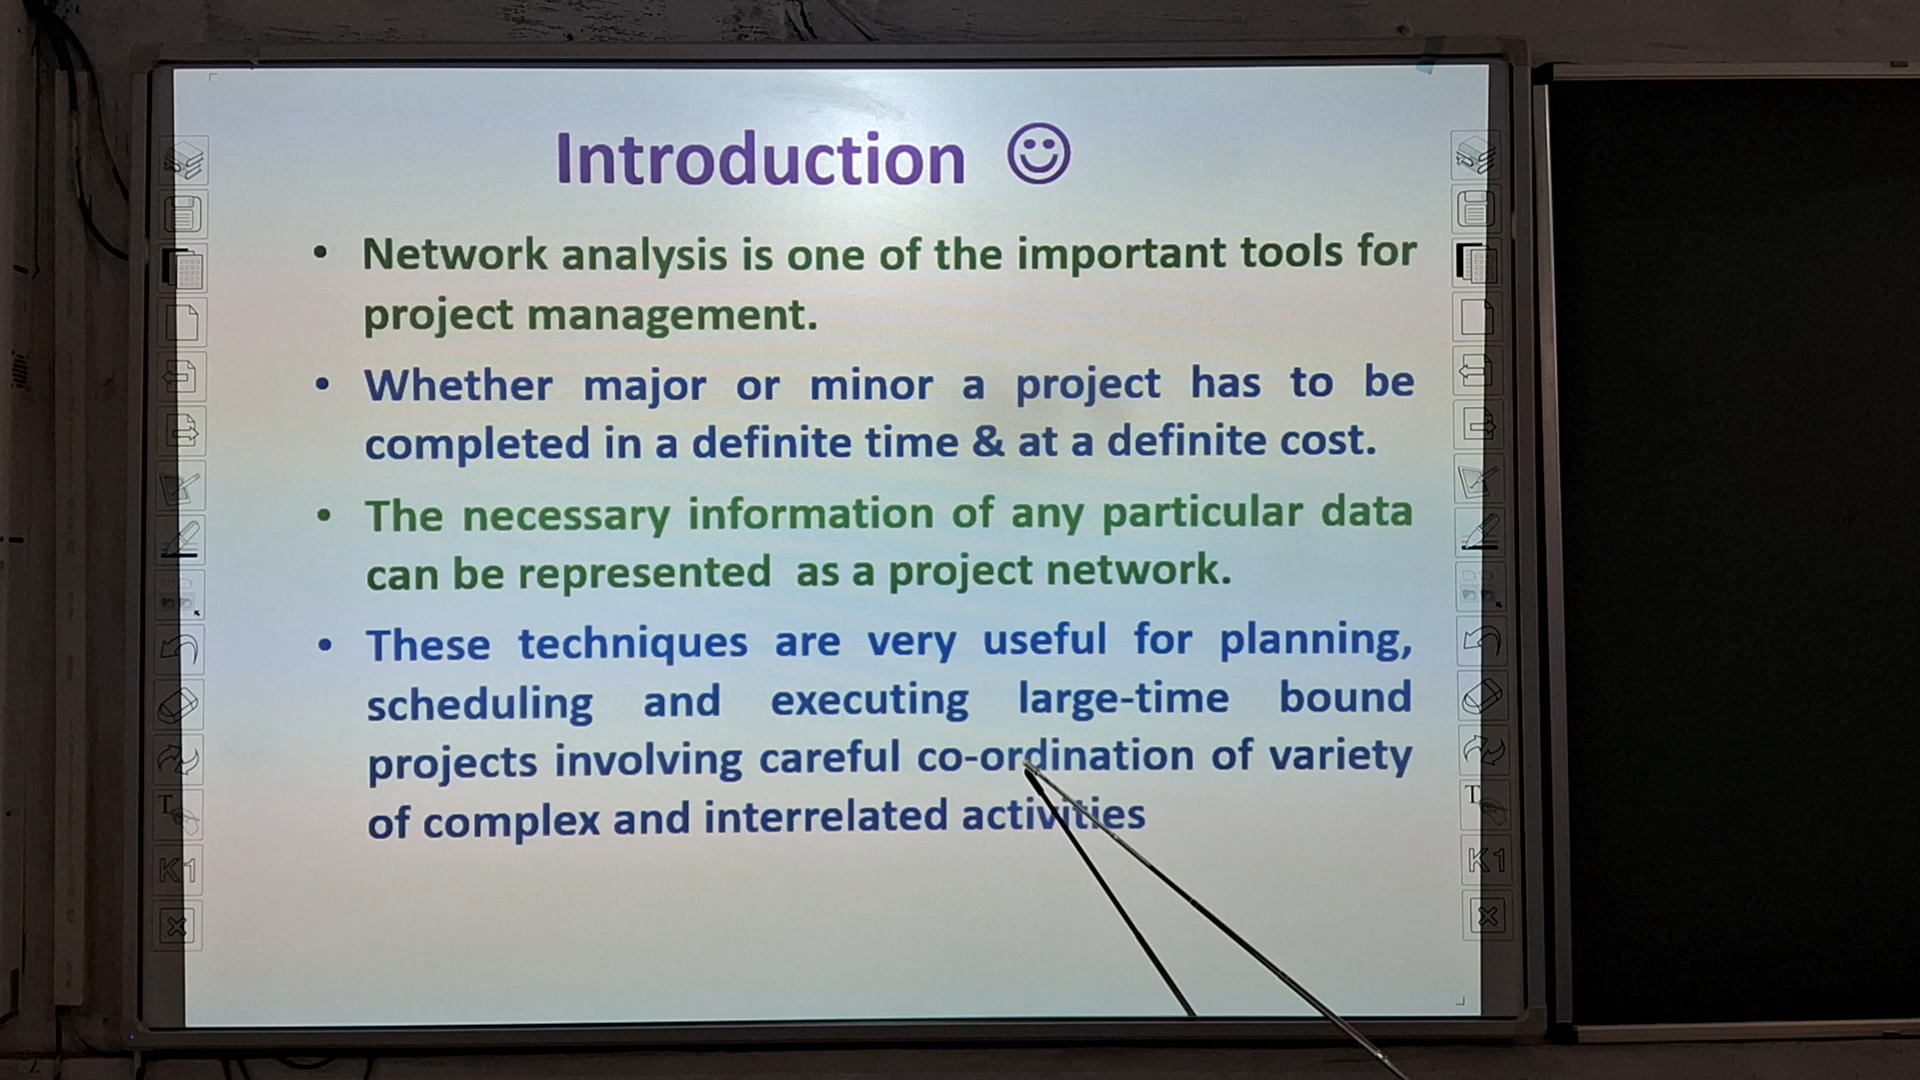 Introduction ☺
• Network analysis is one of the important tools for
project management.
• Whether major or minor a project has to be
completed in a definite time & at a definite cost.
• The necessary information of any particular data
can be represented as a project network.
• These techniques are very useful for planning,
scheduling and executing large-time bound
projects involving careful co-ordination of variety
of complex and interrelated activities
T
K1
T
K1